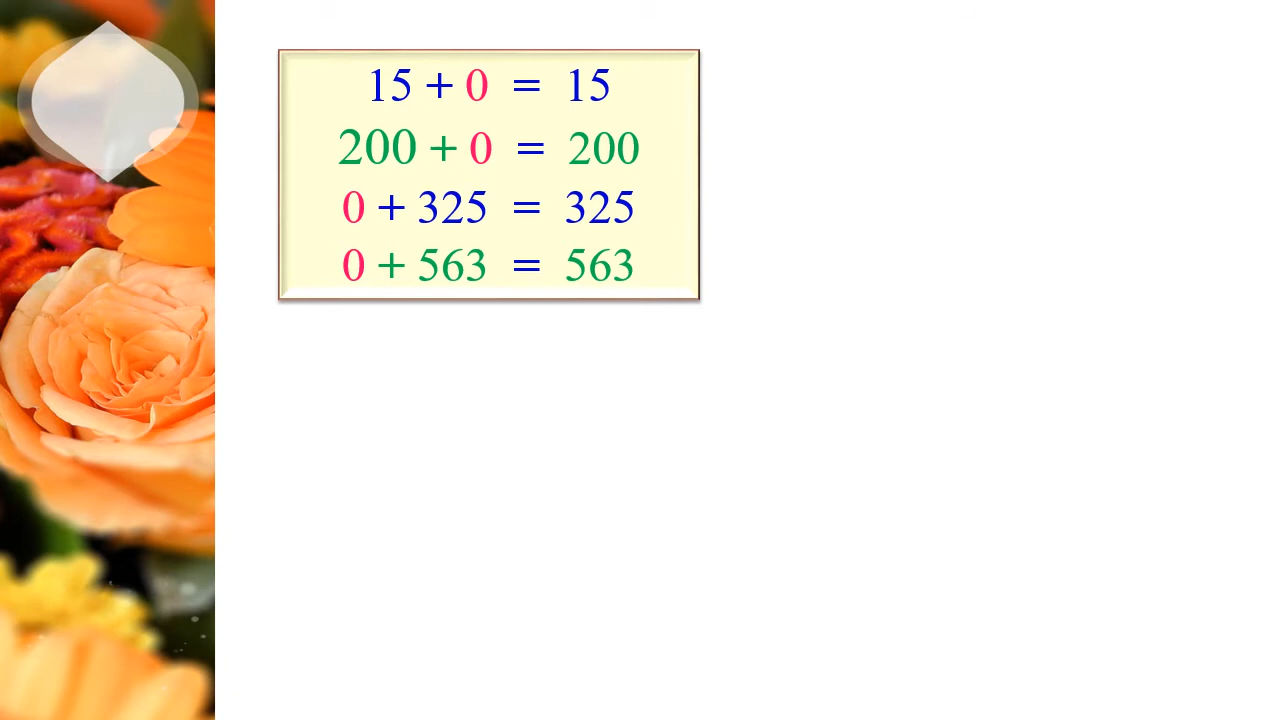 15 + 0 = 15
200 + 0 = 200
0 + 325 = 325
0 + 563 = 563